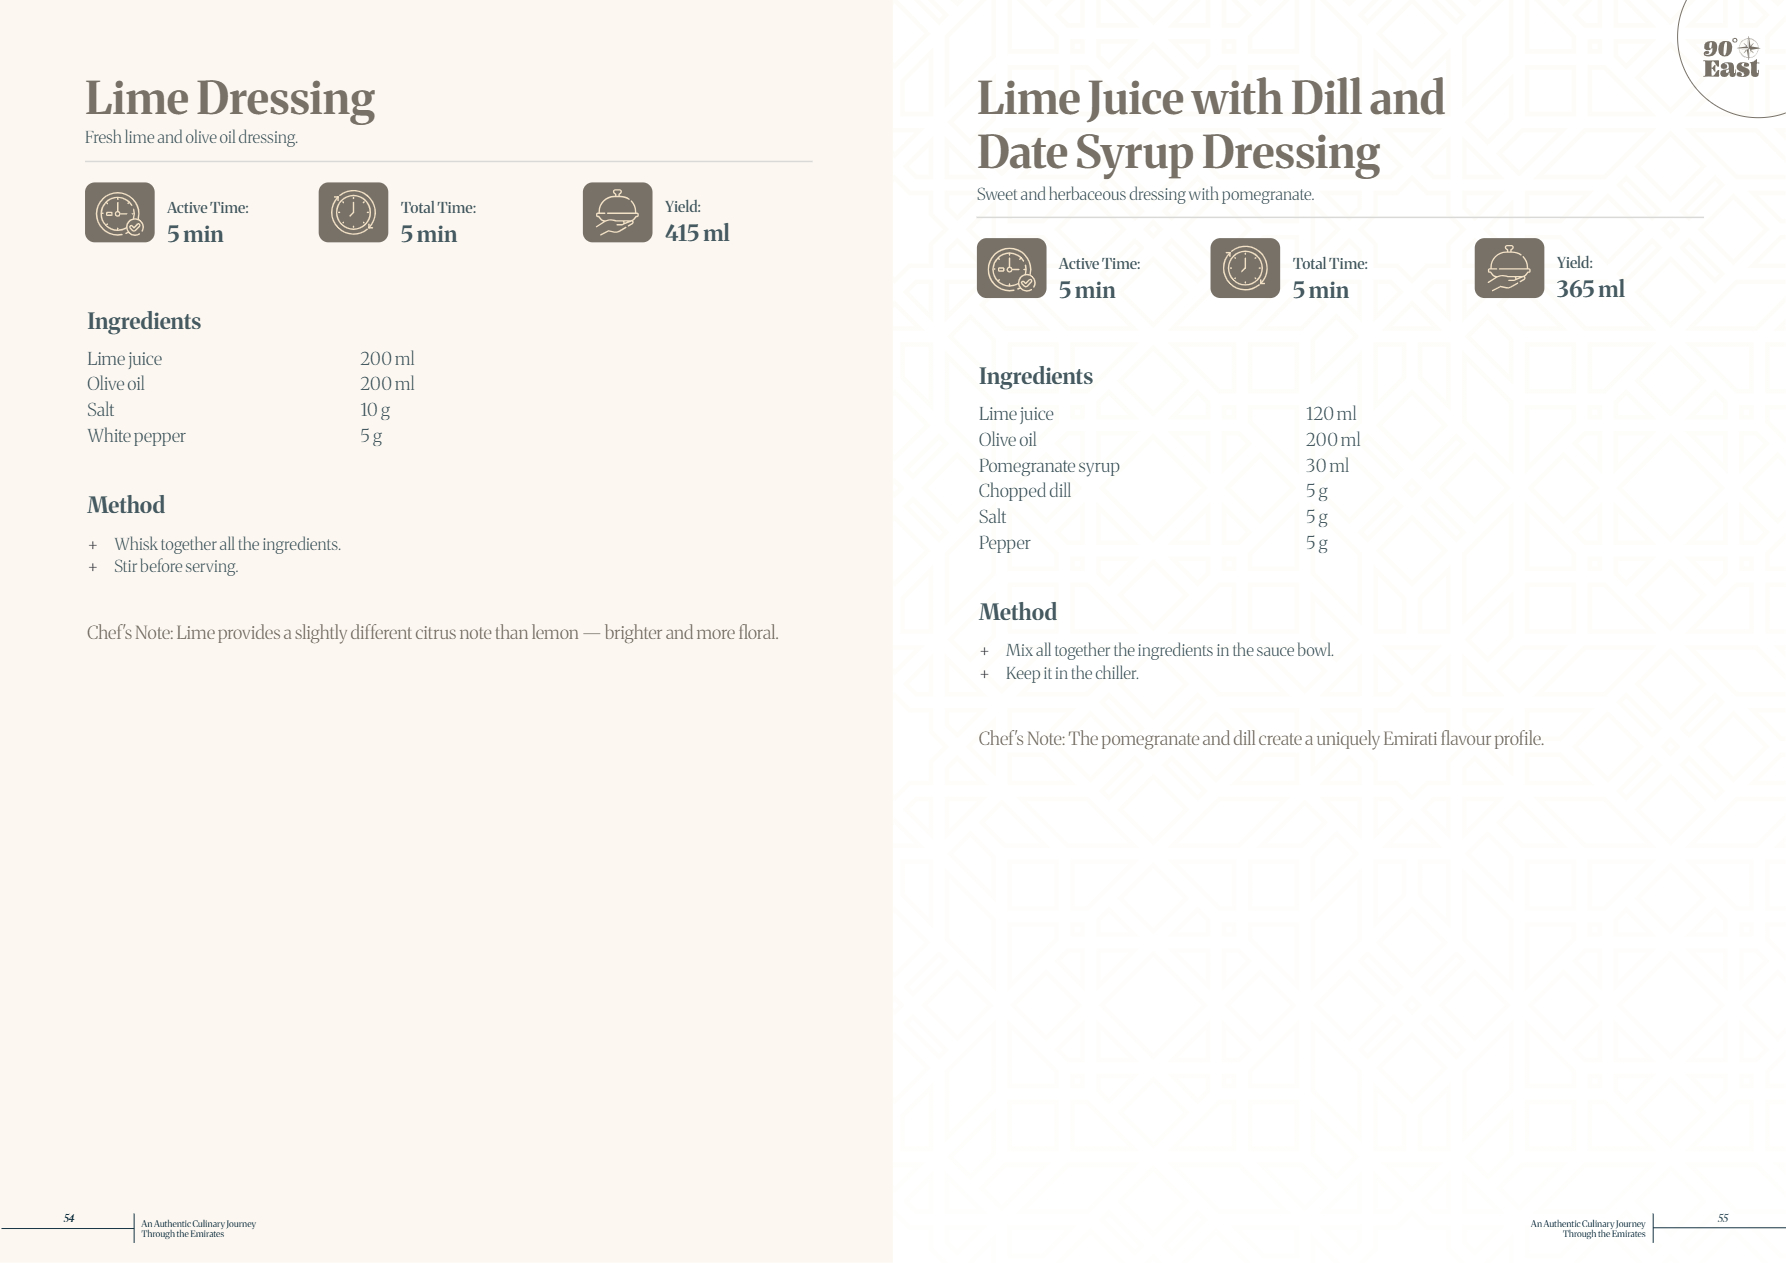 Lime Dressing
Fresh lime and olive oil dressing.
Active Time:
5 min
Total Time:
5 min
Yield:
415 ml
Ingredients
Lime juice 200 ml
Olive oil 200 ml
Salt 10 g
White pepper 5 g
Method
+ Whisk together all the ingredients.
+ Stir before serving.
Chef's Note: Lime provides a slightly different citrus note than lemon — brighter and more floral.
54
An Authentic Culinary Journey
Through the Emirates
90°
East
Lime Juice with Dill and
Date Syrup Dressing
Sweet and herbaceous dressing with pomegranate.
Active Time:
5 min
Total Time:
5 min
Yield:
365 ml
Ingredients
Lime juice 120 ml
Olive oil 200 ml
Pomegranate syrup 30 ml
Chopped dill 5 g
Salt 5 g
Pepper 5 g
Method
+ Mix all together the ingredients in the sauce bowl.
+ Keep it in the chiller.
Chef's Note: The pomegranate and dill create a uniquely Emirati flavour profile.
An Authentic Culinary Journey
Through the Emirates
55